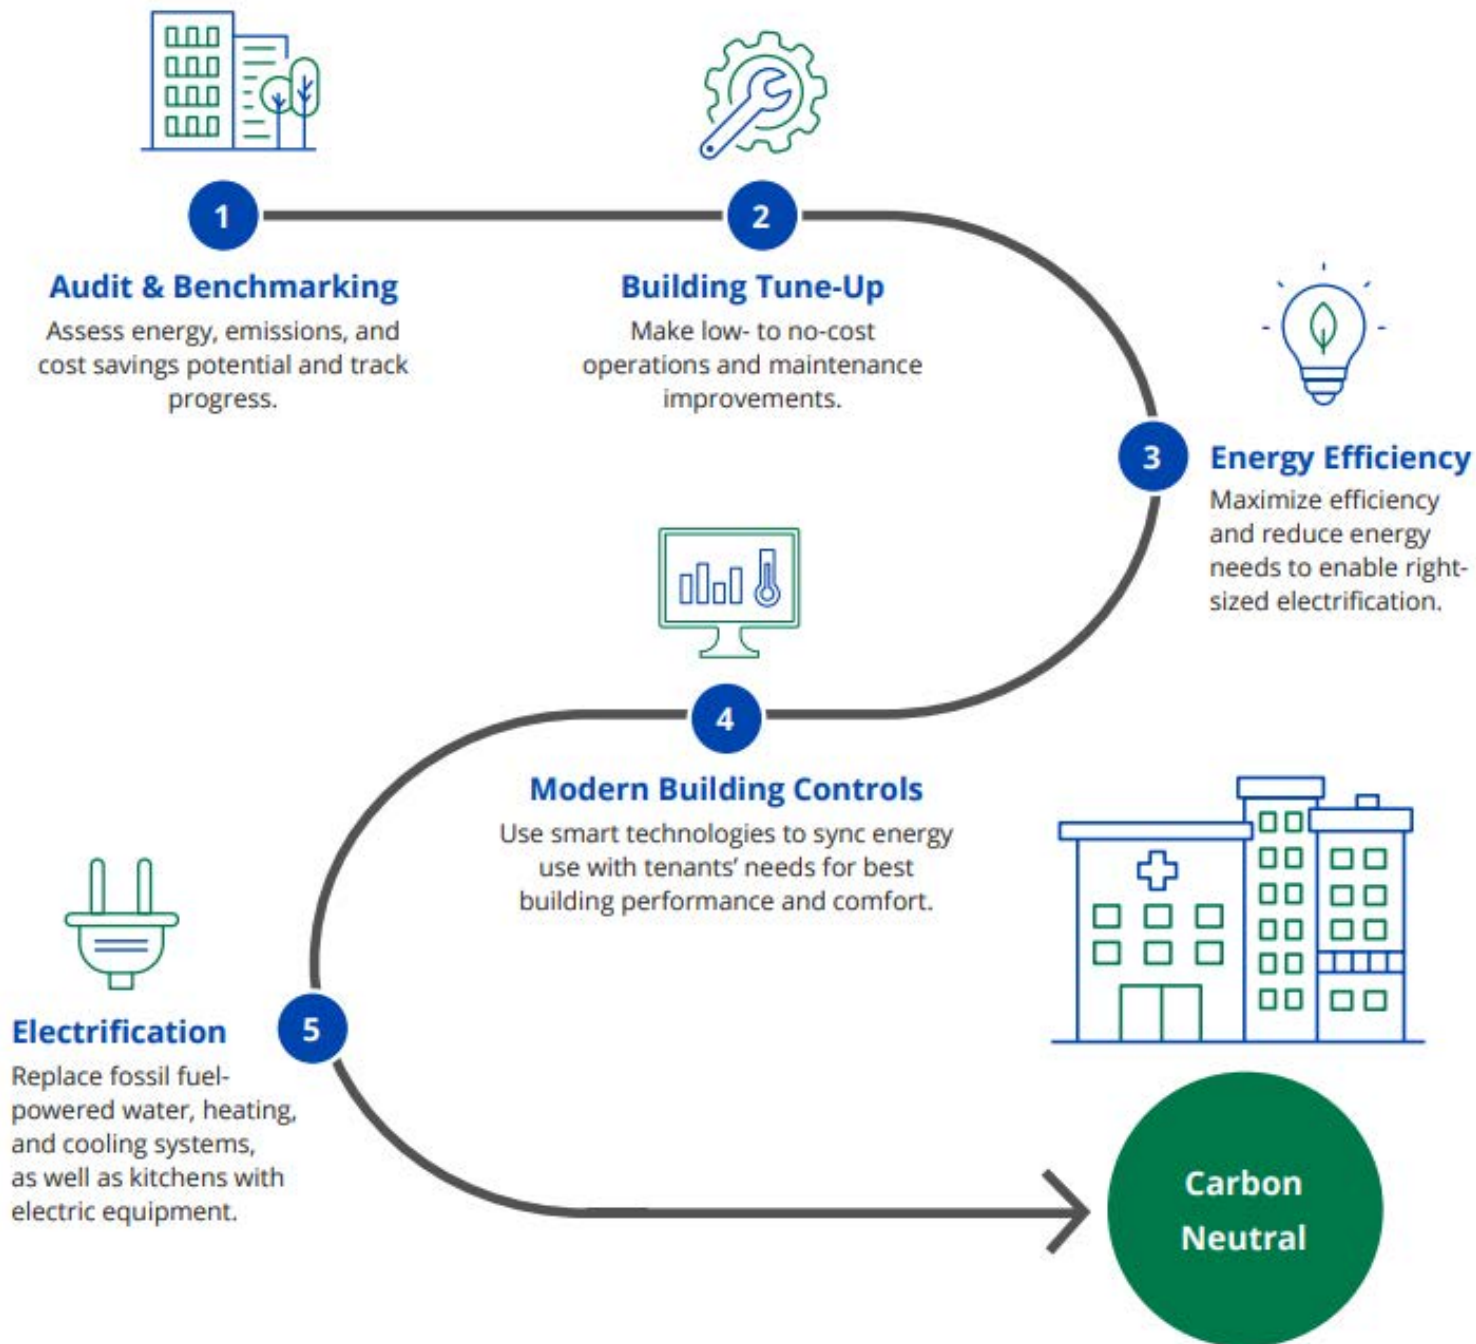 1
Audit & Benchmarking
Assess energy, emissions, and
cost savings potential and track
progress.
2
Building Tune-Up
Make low- to no-cost
operations and maintenance
improvements.
3
Energy Efficiency
Maximize efficiency
and reduce energy
needs to enable right-
sized electrification.
4
Modern Building Controls
Use smart technologies to sync energy
use with tenants’ needs for best
building performance and comfort.
5
Electrification
Replace fossil fuel-
powered water, heating,
and cooling systems,
as well as kitchens with
electric equipment.
Carbon
Neutral